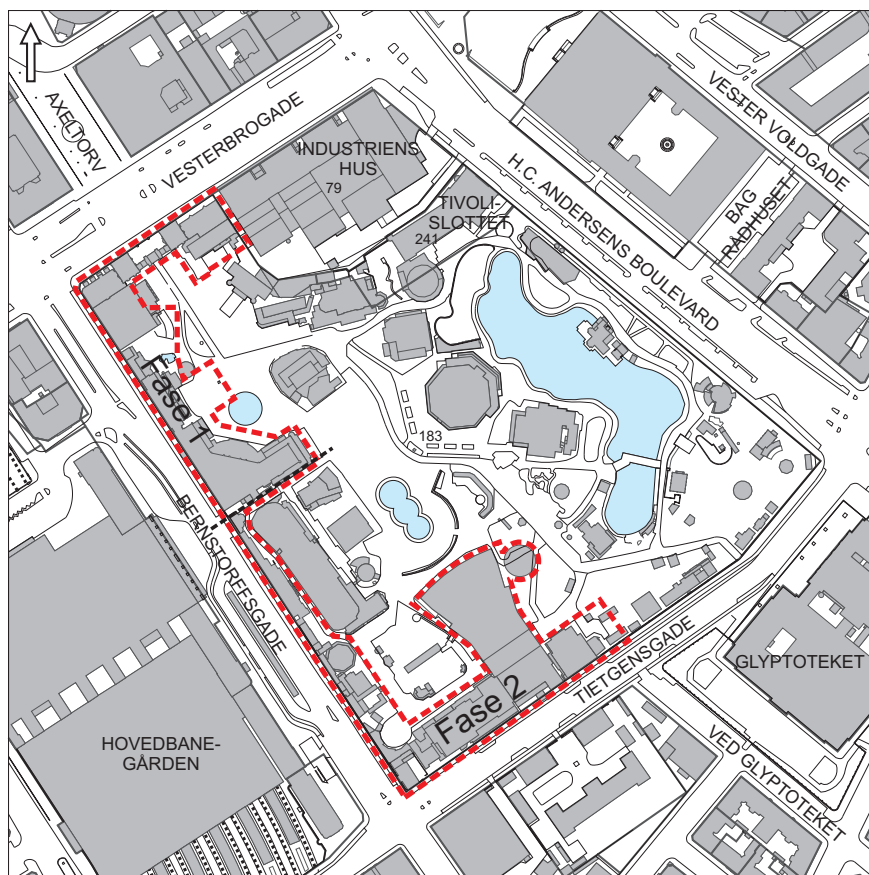 AXELTORV
VESTERBROGADE
INDUSTRIENS
HUS
79
TIVOLI-
SLOTTET
241
H.C. ANDERSENS BOULEVARD
VESTER VOLDGADE
BAG
RÅDHUSET
Fase 1
183
BERNSTORFFSGADE
HOVEDBANE-
GÅRDEN
Fase 2
TIETGENSGADE
GLYPTOTEKET
VED GLYPTOTEKET